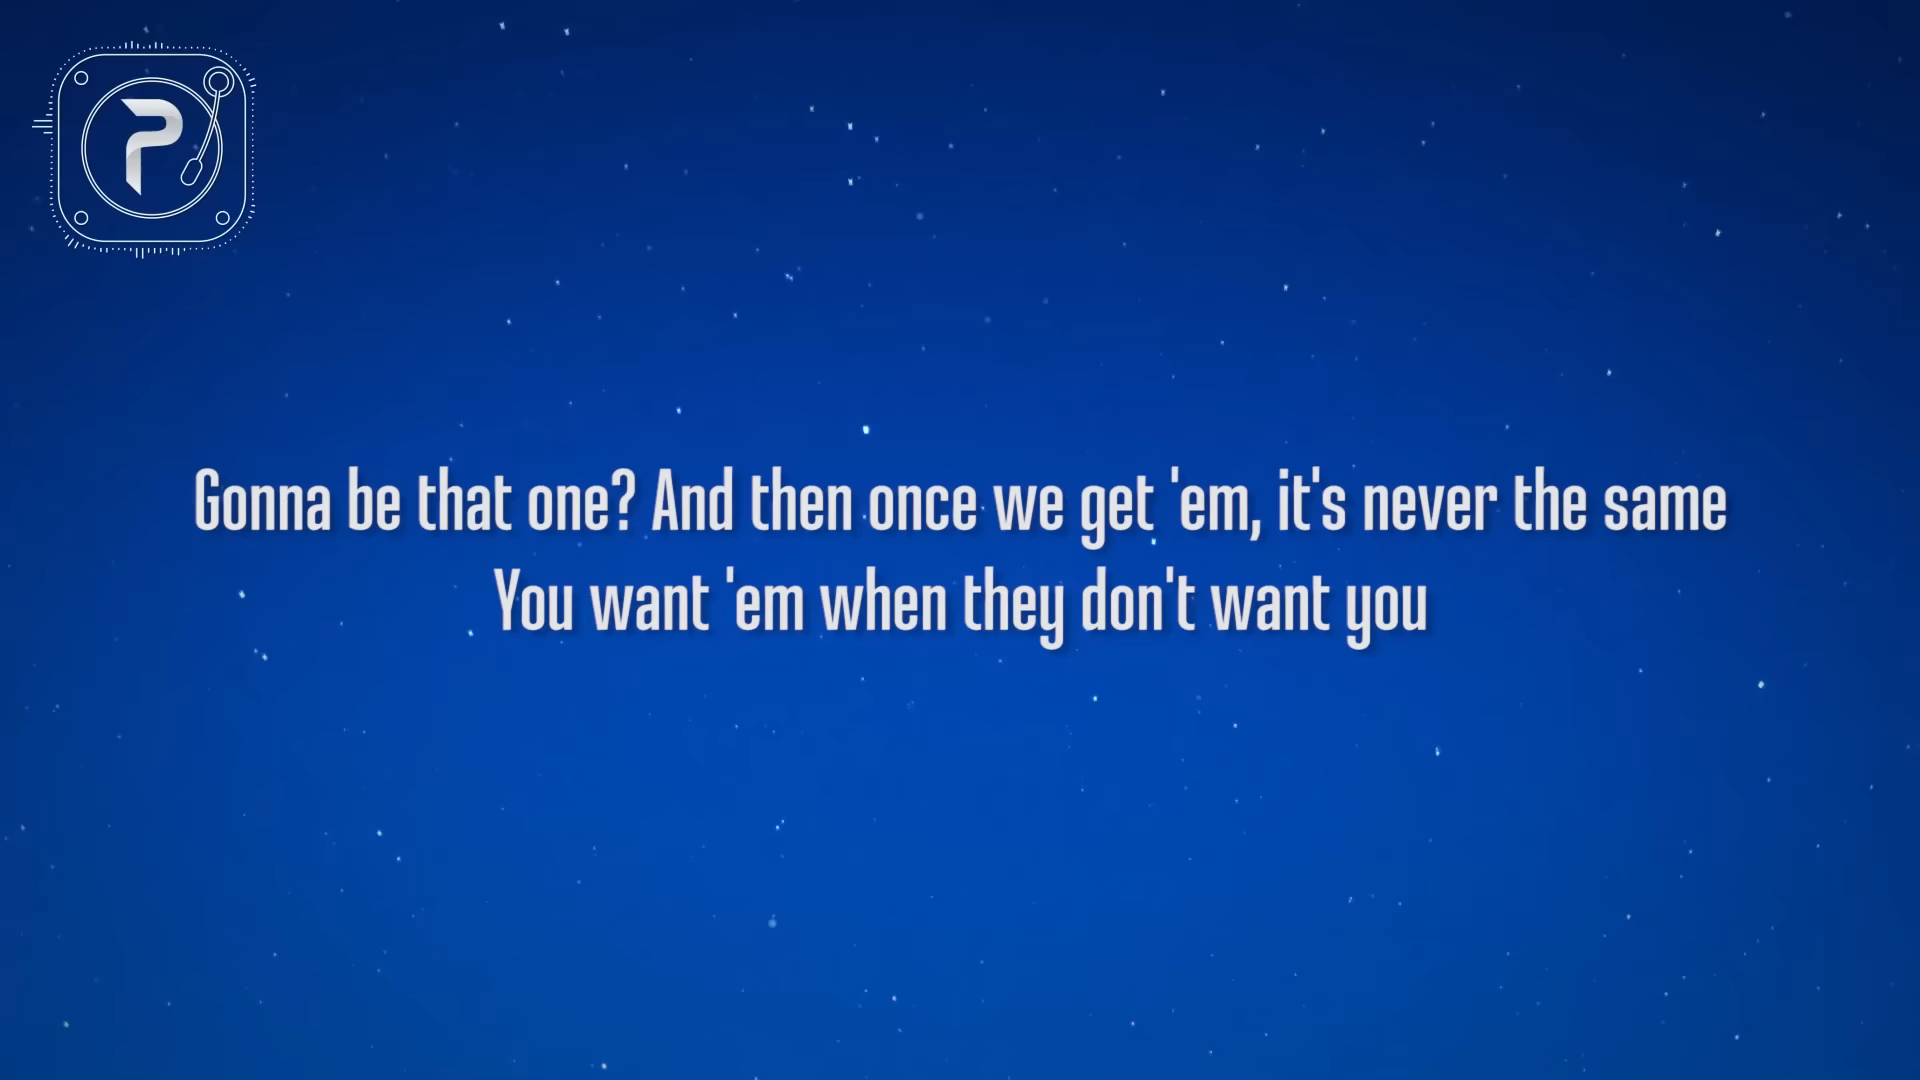 P
Gonna be that one? And then once we get 'em, it's never the same
You want 'em when they don't want you